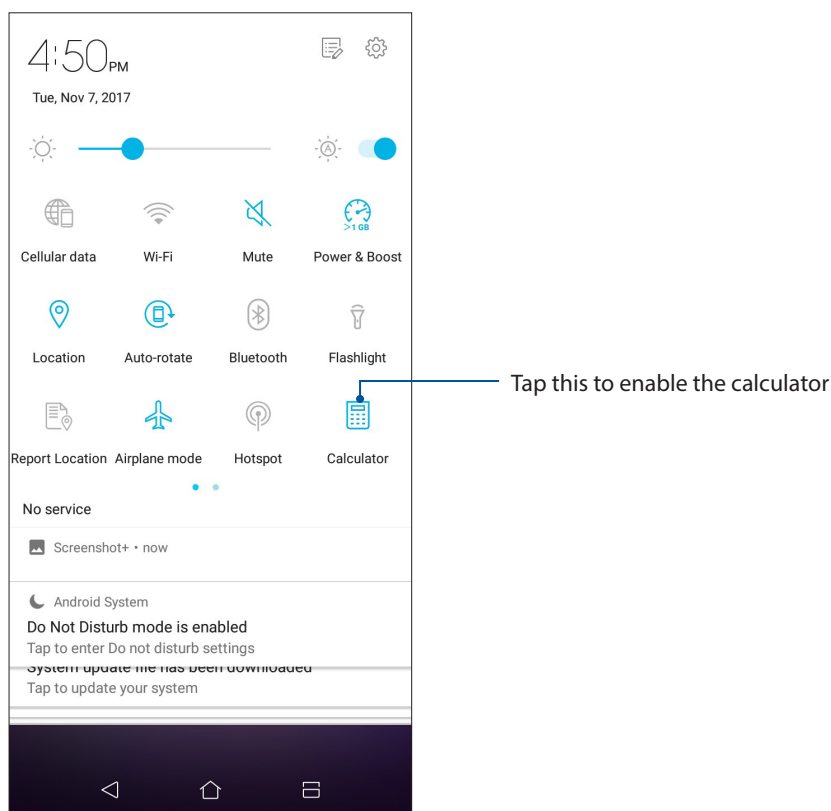 4:50 PM
Tue, Nov 7, 2017
A
>1 GB
Cellular data Wi-Fi Mute Power & Boost
Location Auto-rotate Bluetooth Flashlight
Tap this to enable the calculator
Report Location Airplane mode Hotspot Calculator
No service
Screenshot+ • now
Android System
Do Not Disturb mode is enabled
Tap to enter Do not disturb settings
System update file has been downloaded
Tap to update your system